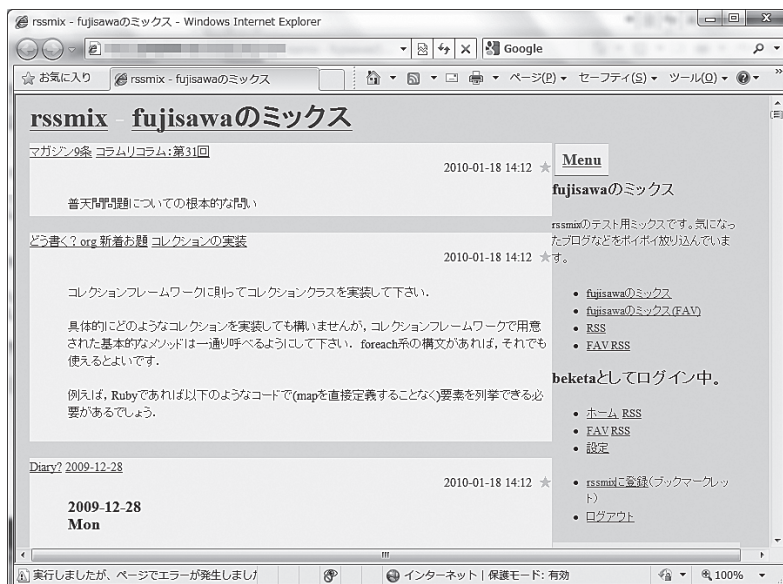 rssmix - fujisawaのミックス - Windows Internet Explorer
Google
お気に入り
rssmix - fujisawaのミックス
ページ(P)
セーフティ(S)
ツール(O)
rssmix - fujisawaのミックス
マガジン9条 コラムリコラム:第31回
2010-01-18 14:12
普天間問題についての根本的な問い
どう書く?org 新着お題 コレクションの実装
2010-01-18 14:12
コレクションフレームワークに則ってコレクションクラスを実装して下さい.
具体的にどのようなコレクションを実装しても構いませんが, コレクションフレームワークで用意
された基本的なメソッドは一通り呼べるようにして下さい. foreach系の構文があれば, それでも
使えるとよいです.
例えば, Rubyであれば以下のようなコードで(mapを直接定義することなく)要素を列挙できる必
要があるでしょう.
Diary? 2009-12-28
2010-01-18 14:12
2009-12-28
Mon
Menu
fujisawaのミックス
rssmixのテスト用ミックスです。気になっ
たブログなどをポイポイ放り込んでいま
す。
fujisawaのミックス
fujisawaのミックス(FAV)
RSS
FAV RSS
beketaとしてログイン中。
ホーム RSS
FAV RSS
設定
rssmixに登録(ブックマークレッ
ト)
ログアウト
実行しましたが、ページでエラーが発生しまし
インターネット | 保護モード: 有効
100%